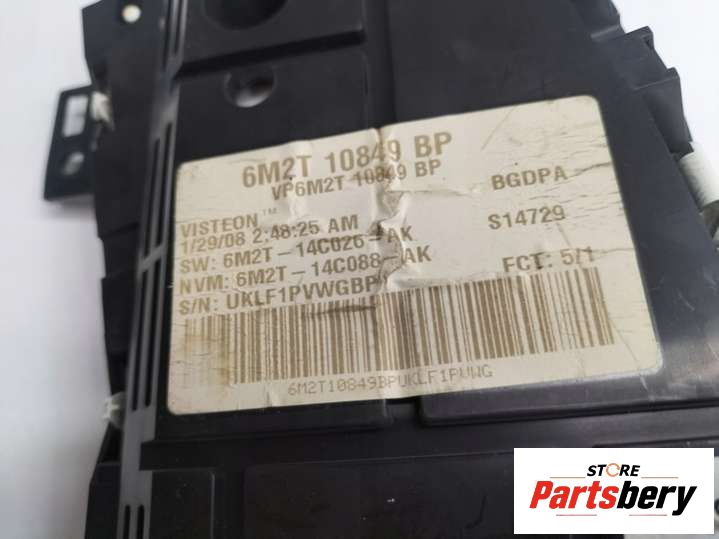 6M2T 10849 BP
VP6M2T 10849 BP
BGDPA
VISTEON™
1/29/08 2:48:25 AM
S14729
SW: 6M2T-14C026-AK
NVM: 6M2T-14C088-AK
FCT: 5/1
S/N: UKLF1PVWGBP
6M2T10849BPUKLF1PVWG
STORE
Partsbery